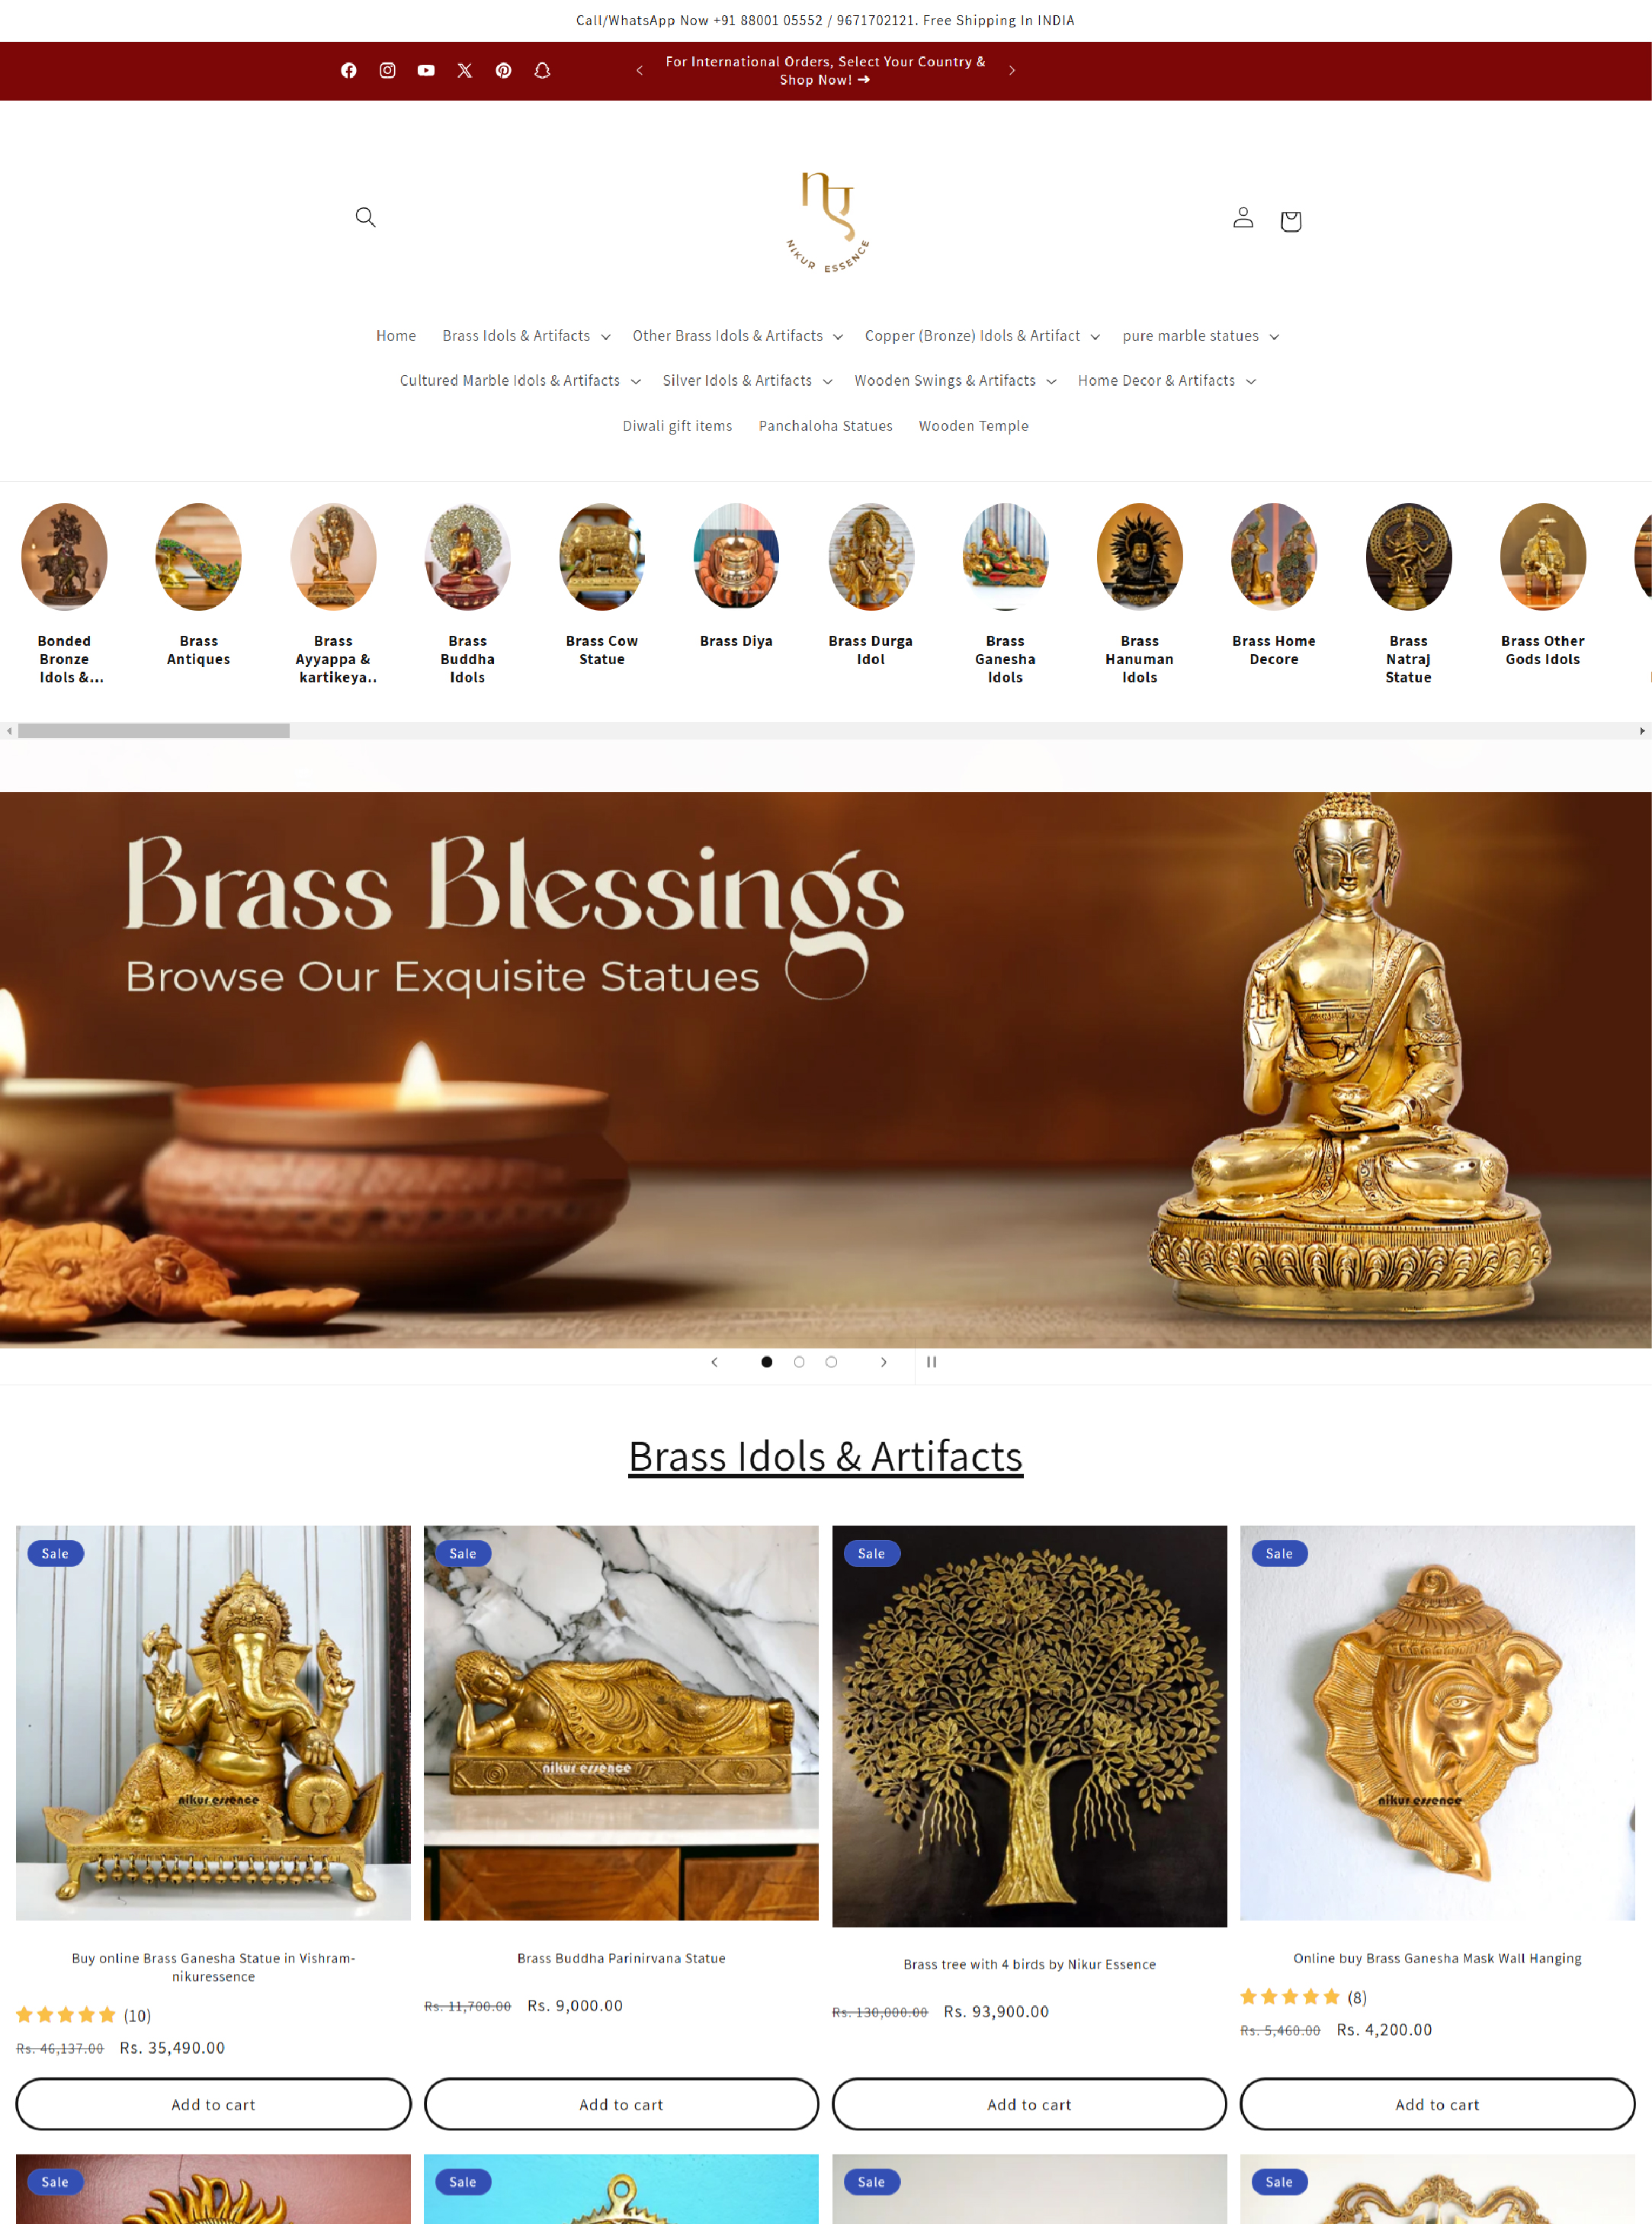 Call/WhatsApp Now +91 88001 05552 / 9671702121. Free Shipping In INDIA
For International Orders, Select Your Country &
Shop Now! ➜
NIKUR ESSENCE
Home
Brass Idols & Artifacts
Other Brass Idols & Artifacts
Copper (Bronze) Idols & Artifact
pure marble statues
Cultured Marble Idols & Artifacts
Silver Idols & Artifacts
Wooden Swings & Artifacts
Home Decor & Artifacts
Diwali gift items
Panchaloha Statues
Wooden Temple
Bonded
Bronze
Idols &...
Brass
Antiques
Brass
Ayyappa &
kartikeya..
Brass
Buddha
Idols
Brass Cow
Statue
Brass Diya
Brass Durga
Idol
Brass
Ganesha
Idols
Brass
Hanuman
Idols
Brass Home
Decore
Brass
Natraj
Statue
Brass Other
Gods Idols
Brass Blessings
Browse Our Exquisite Statues
Brass Idols & Artifacts
Sale
nikur essence
Buy online Brass Ganesha Statue in Vishram-
nikuressence
(10)
Rs. 46,137.00 Rs. 35,490.00
Add to cart
Sale
nikur essence
Brass Buddha Parinirvana Statue
Rs. 11,700.00 Rs. 9,000.00
Add to cart
Sale
Brass tree with 4 birds by Nikur Essence
Rs. 130,000.00 Rs. 93,900.00
Add to cart
Sale
nikur essence
Online buy Brass Ganesha Mask Wall Hanging
(8)
Rs. 5,460.00 Rs. 4,200.00
Add to cart
Sale
Sale
Sale
Sale